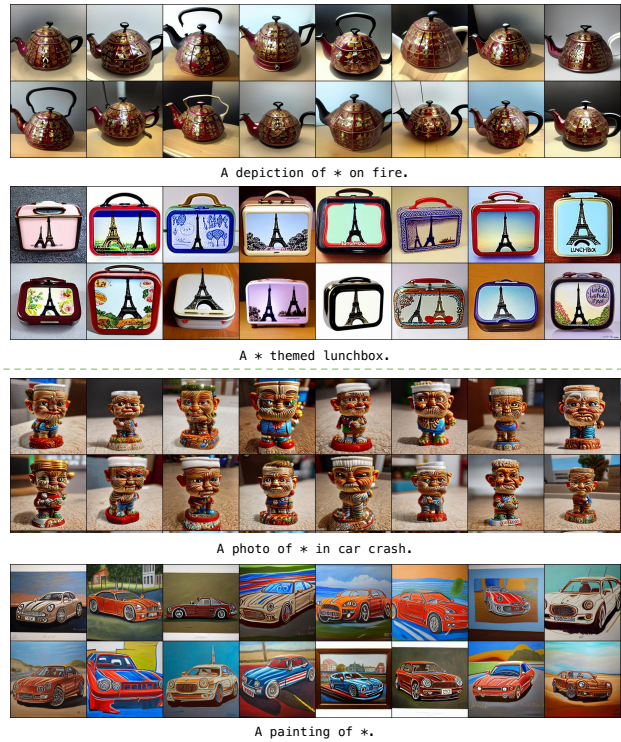 A depiction of * on fire.
LUNCHBOX
A * themed lunchbox.
A photo of * in car crash.
A painting of *.